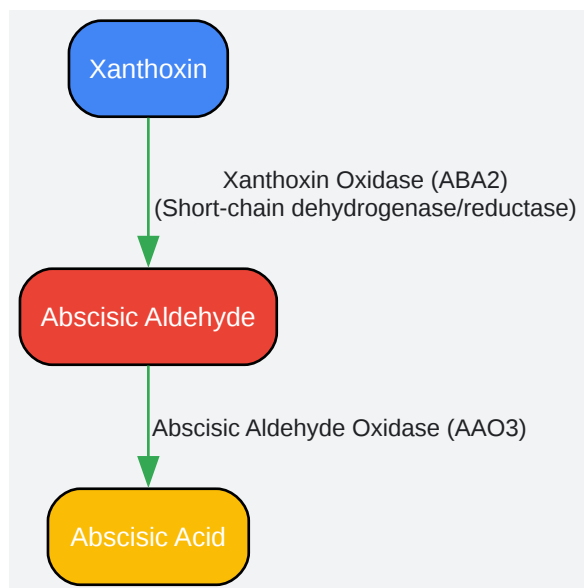 Xanthoxin
Xanthoxin Oxidase (ABA2)
(Short-chain dehydrogenase/reductase)
Abscisic Aldehyde
Abscisic Aldehyde Oxidase (AAO3)
Abscisic Acid